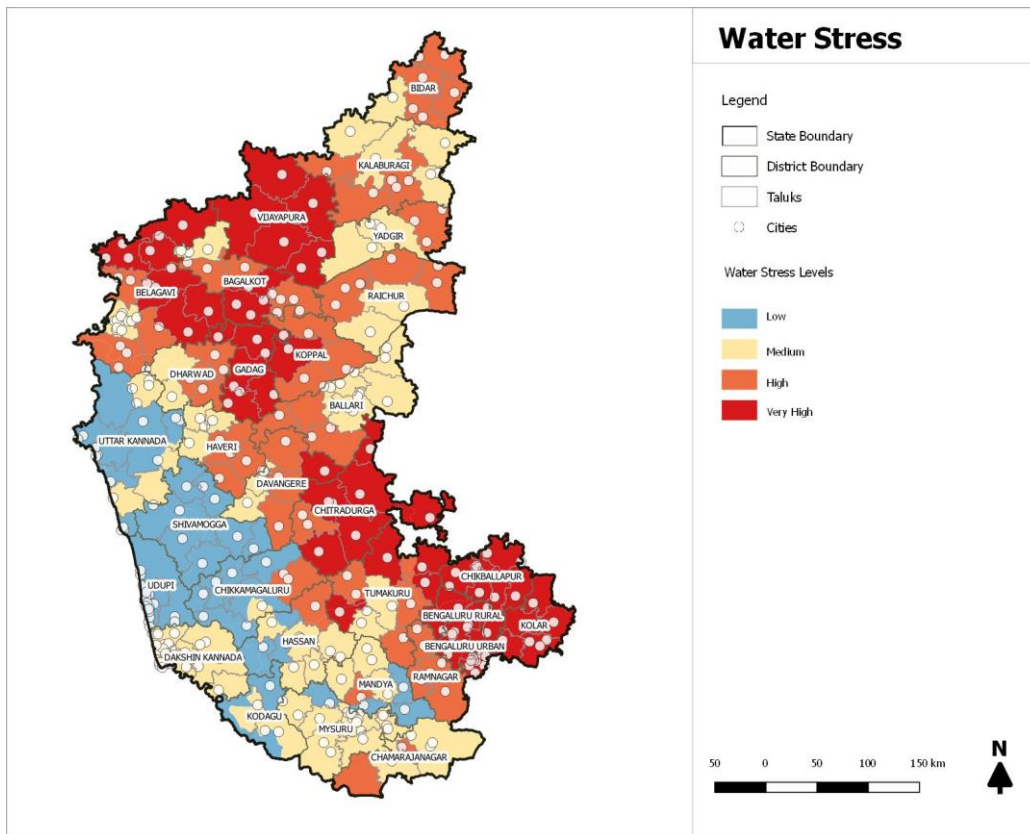 Water Stress
Legend
State Boundary
District Boundary
Taluks
Cities
Water Stress Levels
Low
Medium
High
Very High
N
50 0 50 100 150 km
BIDAR
KALABURAGI
VIJAYAPURA
YADGIR
BAGALKOT
BELAGAVI
RAICHUR
KOPPAL
GADAG
DHARWAD
BALLARI
UTTAR KANNADA
HAVERI
DAVANGERE
CHITRADURGA
SHIVAMOGGA
CHIKBALLAPUR
UDUPI
CHIKKAMAGALURU
TUMAKURU
BENGALURU RURAL
KOLAR
HASSAN
BENGALURU URBAN
DAKSHIN KANNADA
RAMNAGAR
MANDYA
KODAGU
MYSURU
CHAMARAJANAGAR